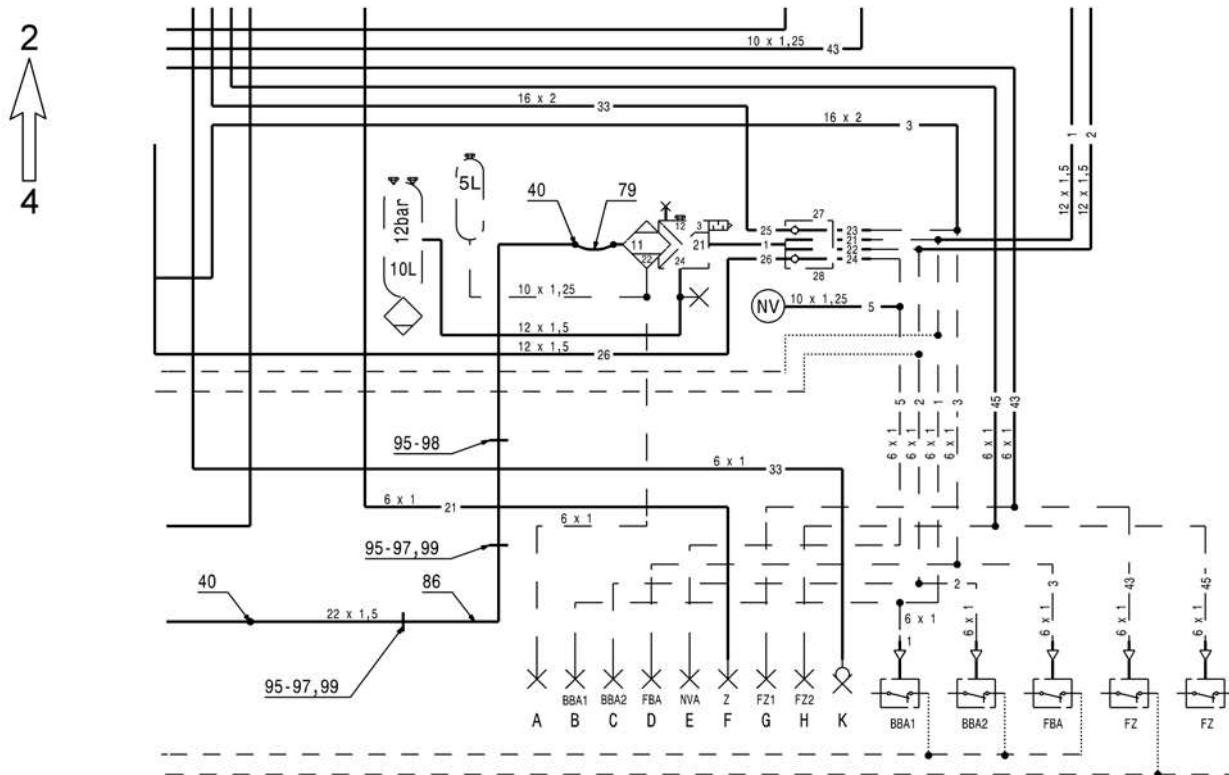 2
4
10 x 1,25
43
16 x 2
33
16 x 2
3
1
2
12 x 1,5
12 x 1,5
5L
12bar
10L
40
79
11
22
12
3
21
24
25
1
26
27
28
23
21
22
24
NV
10 x 1,25
5
10 x 1,25
12 x 1,5
12 x 1,5
26
5
2
1
3
45
43
6 x 1
6 x 1
6 x 1
6 x 1
6 x 1
6 x 1
95-98
6 x 1
33
6 x 1
21
6 x 1
95-97,99
40
22 x 1,5
86
95-97,99
2
3
43
45
6 x 1
1
6 x 1
6 x 1
6 x 1
6 x 1
BBA1
BBA2
FBA
NVA
Z
FZ1
FZ2
A
B
C
D
E
F
G
H
K
BBA1
BBA2
FBA
FZ
FZ